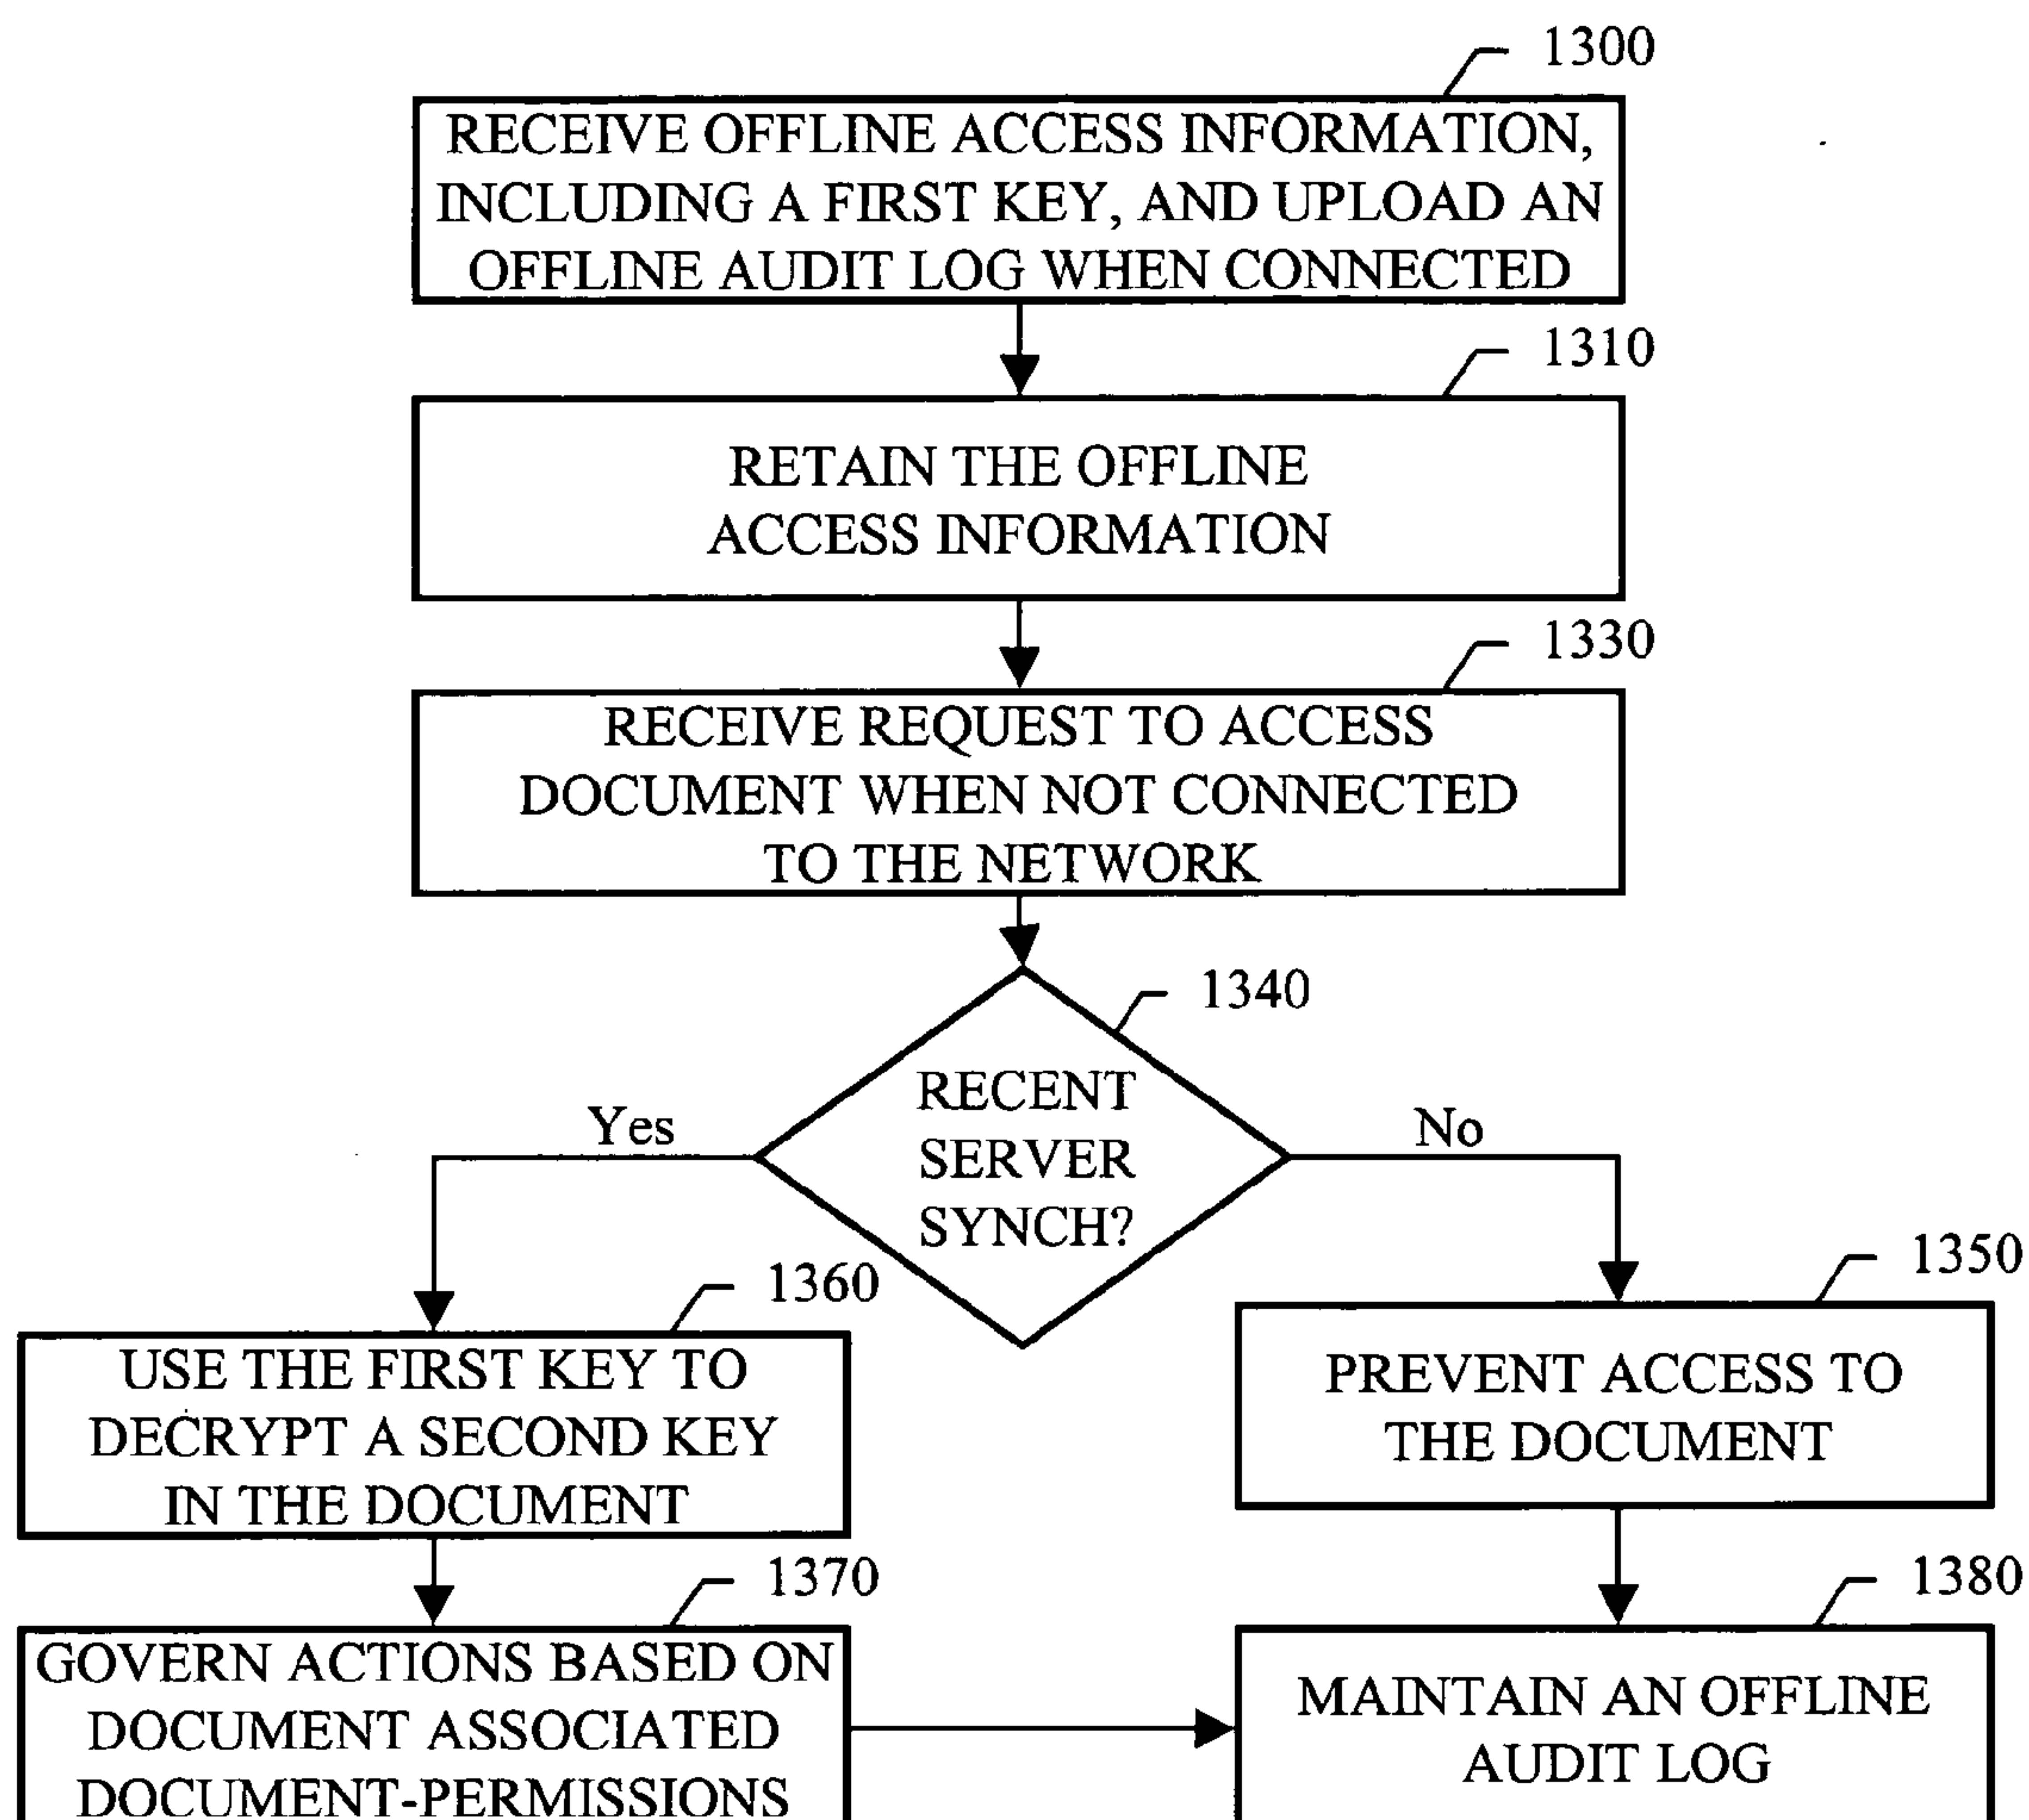 1300
RECEIVE OFFLINE ACCESS INFORMATION,
INCLUDING A FIRST KEY, AND UPLOAD AN
OFFLINE AUDIT LOG WHEN CONNECTED
1310
RETAIN THE OFFLINE
ACCESS INFORMATION
1330
RECEIVE REQUEST TO ACCESS
DOCUMENT WHEN NOT CONNECTED
TO THE NETWORK
1340
RECENT
SERVER
SYNCH?
Yes
No
1360
USE THE FIRST KEY TO
DECRYPT A SECOND KEY
IN THE DOCUMENT
1350
PREVENT ACCESS TO
THE DOCUMENT
1370
GOVERN ACTIONS BASED ON
DOCUMENT ASSOCIATED
DOCUMENT-PERMISSIONS
1380
MAINTAIN AN OFFLINE
AUDIT LOG